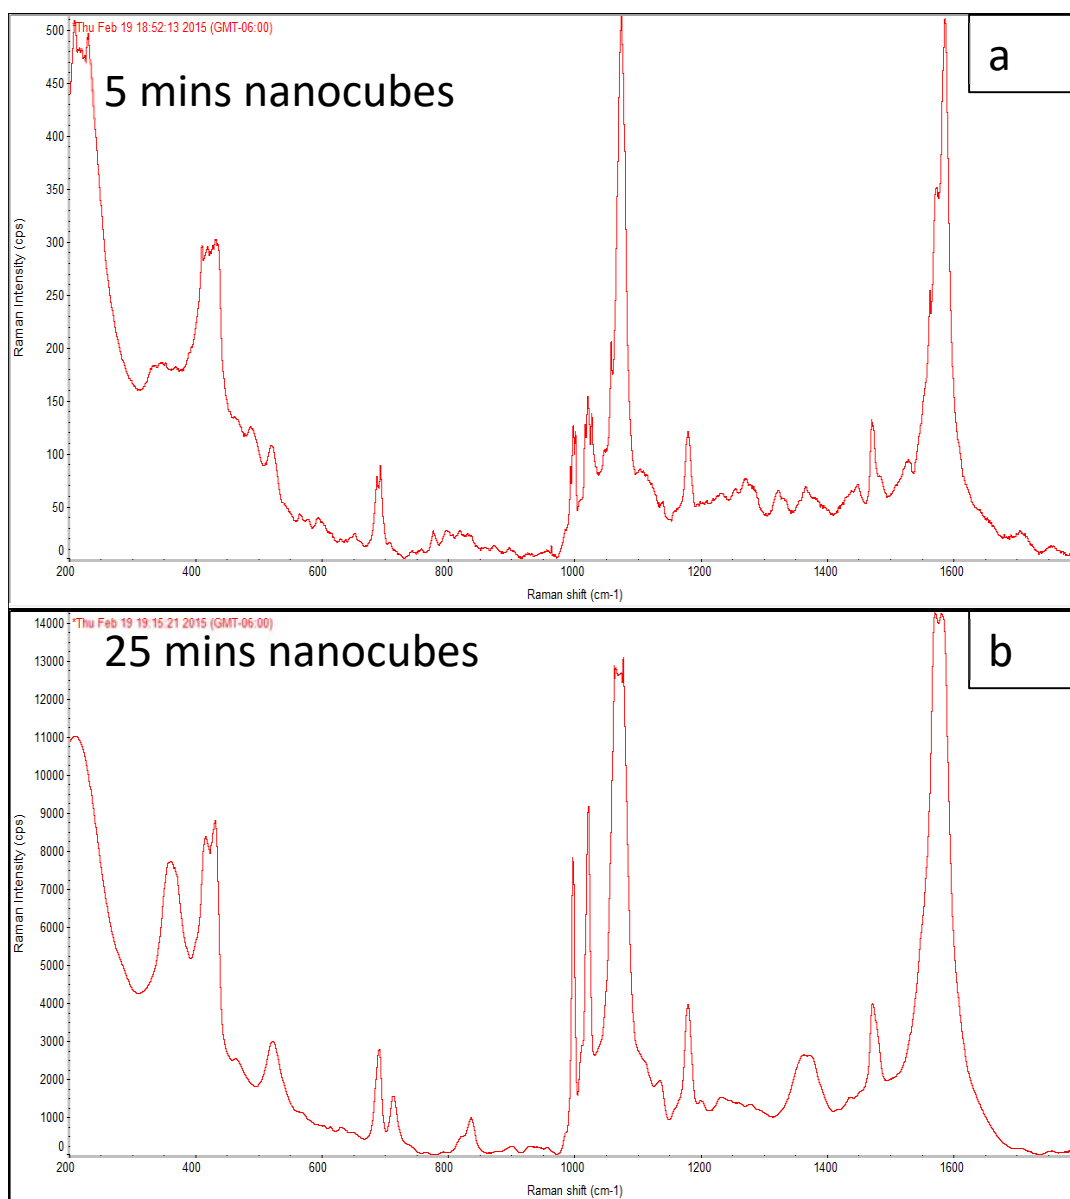 *Thu Feb 19 18:52:13 2015 (GMT-06:00)
a
5 mins nanocubes
500
450
400
350
300
250
200
150
100
50
0
Raman Intensity (cps)
200 400 600 800 1000 1200 1400 1600
Raman shift (cm-1)
*Thu Feb 19 19:15:21 2015 (GMT-06:00)
b
25 mins nanocubes
14000
13000
12000
11000
10000
9000
8000
7000
6000
5000
4000
3000
2000
1000
0
Raman Intensity (cps)
200 400 600 800 1000 1200 1400 1600
Raman shift (cm-1)